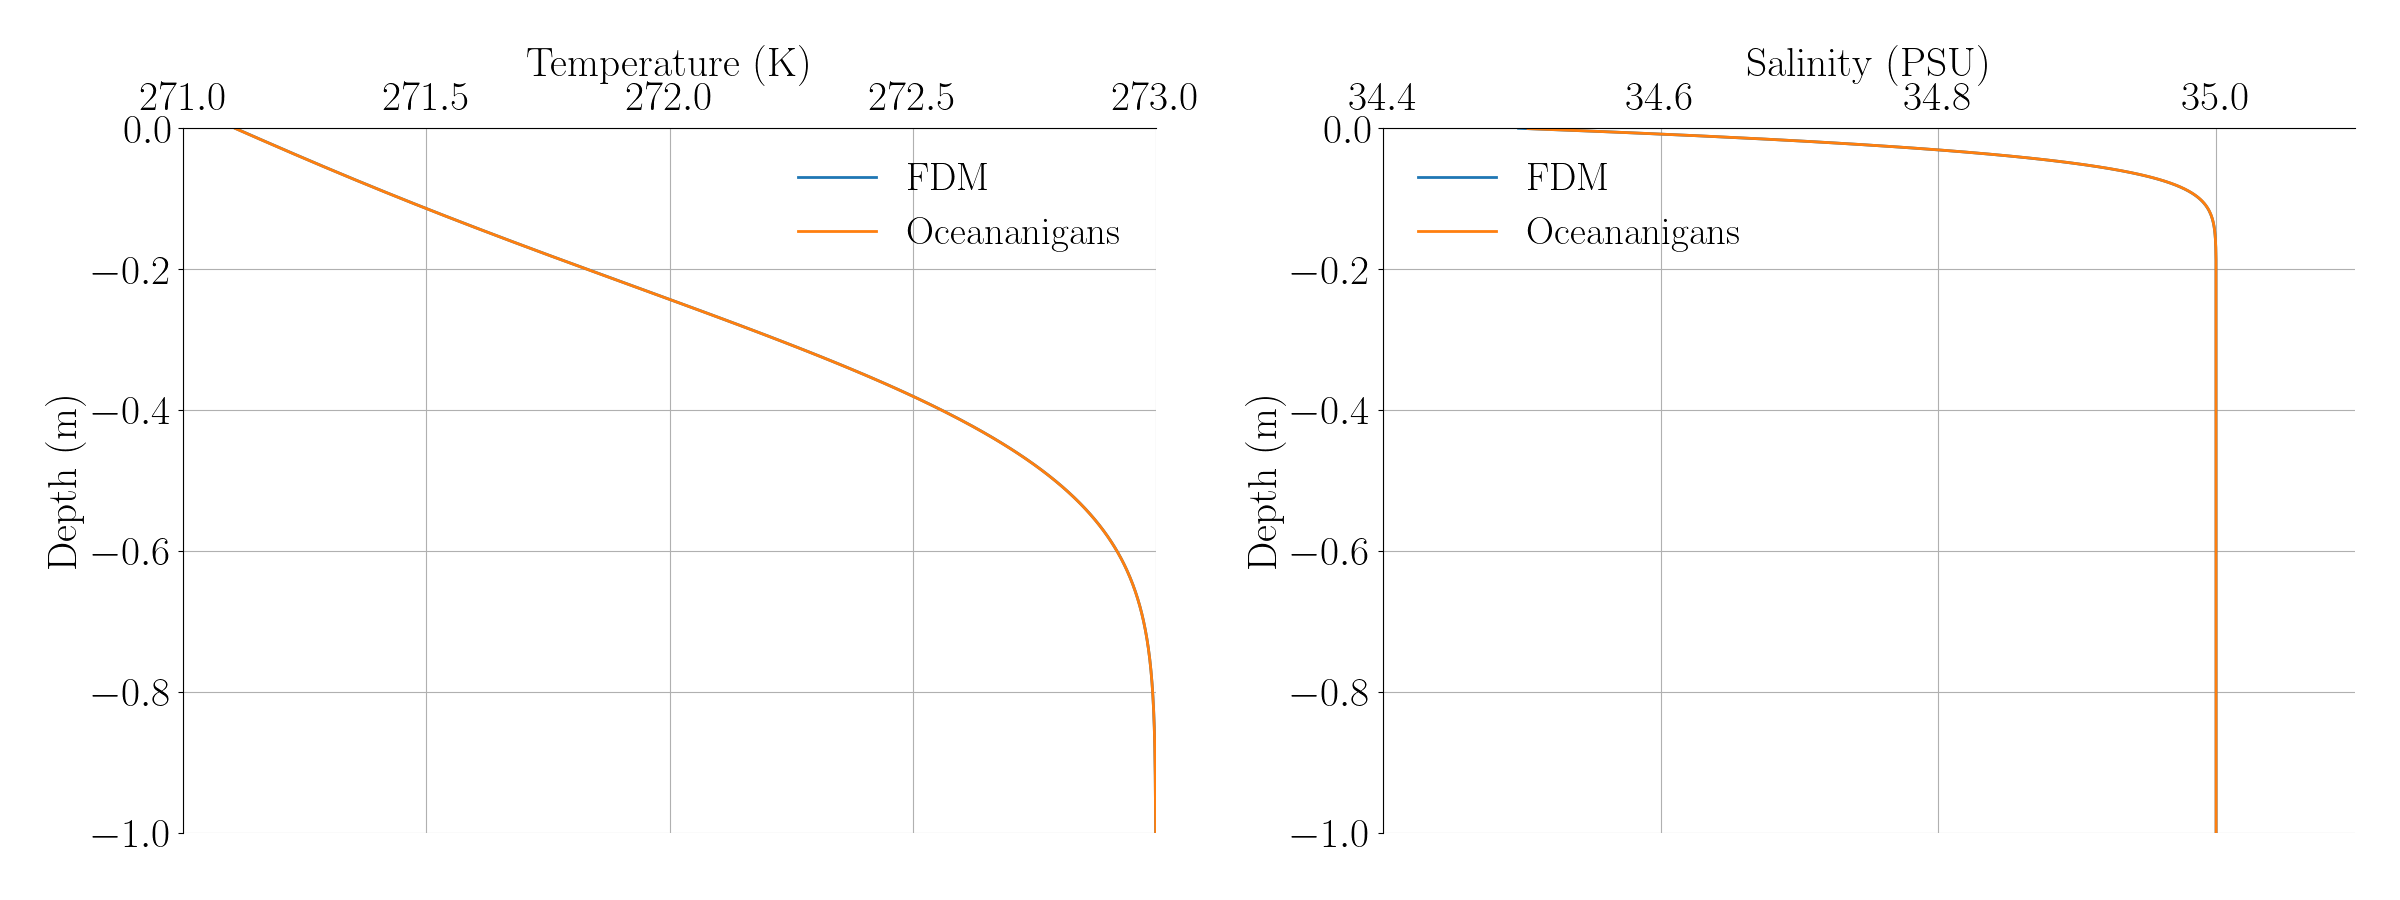 Temperature (K)
271.0 271.5 272.0 272.5 273.0
0.0
−0.2
−0.4
−0.6
−0.8
−1.0
Depth (m)
FDM
Oceananigans
Salinity (PSU)
34.4 34.6 34.8 35.0
0.0
−0.2
−0.4
−0.6
−0.8
−1.0
Depth (m)
FDM
Oceananigans